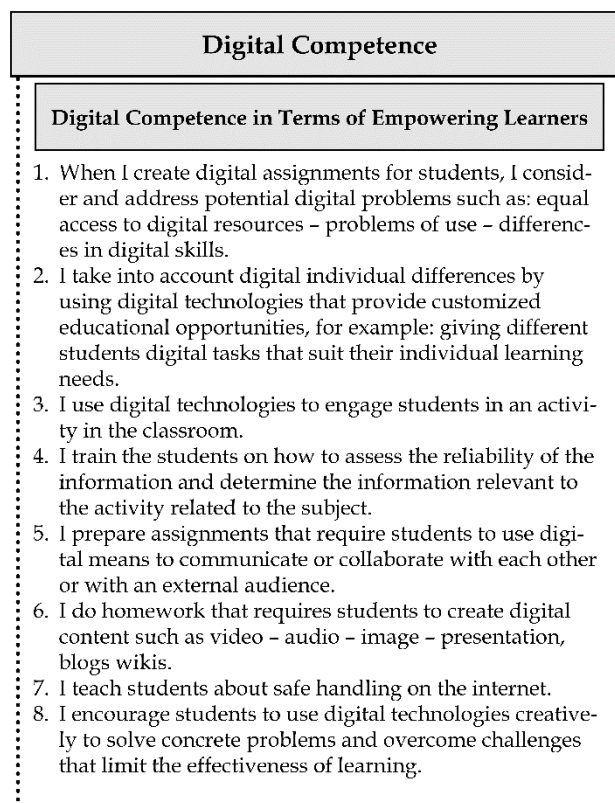 Digital Competence
Digital Competence in Terms of Empowering Learners
1. When I create digital assignments for students, I consid-
er and address potential digital problems such as: equal
access to digital resources – problems of use – differenc-
es in digital skills.
2. I take into account digital individual differences by
using digital technologies that provide customized
educational opportunities, for example: giving different
students digital tasks that suit their individual learning
needs.
3. I use digital technologies to engage students in an activi-
ty in the classroom.
4. I train the students on how to assess the reliability of the
information and determine the information relevant to
the activity related to the subject.
5. I prepare assignments that require students to use digi-
tal means to communicate or collaborate with each other
or with an external audience.
6. I do homework that requires students to create digital
content such as video – audio – image – presentation,
blogs wikis.
7. I teach students about safe handling on the internet.
8. I encourage students to use digital technologies creative-
ly to solve concrete problems and overcome challenges
that limit the effectiveness of learning.